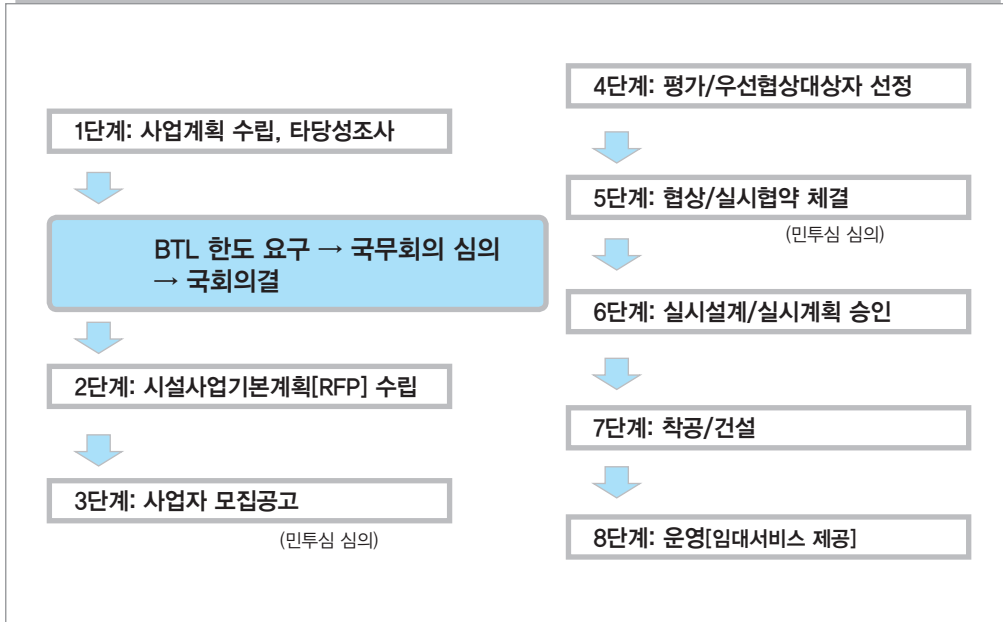 1단계: 사업계획 수립, 타당성조사
BTL 한도 요구 → 국무회의 심의
→ 국회의결
2단계: 시설사업기본계획[RFP] 수립
3단계: 사업자 모집공고
(민투심 심의)
4단계: 평가/우선협상대상자 선정
5단계: 협상/실시협약 체결
(민투심 심의)
6단계: 실시설계/실시계획 승인
7단계: 착공/건설
8단계: 운영[임대서비스 제공]